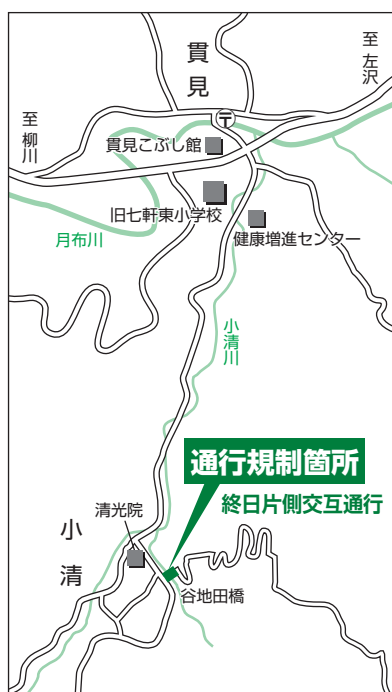 貫見
至左沢
至柳川
〒
貫見こぶし館
旧七軒東小学校
月布川
健康増進センター
小清川
通行規制箇所
終日片側交互通行
清光院
小清
谷地田橋